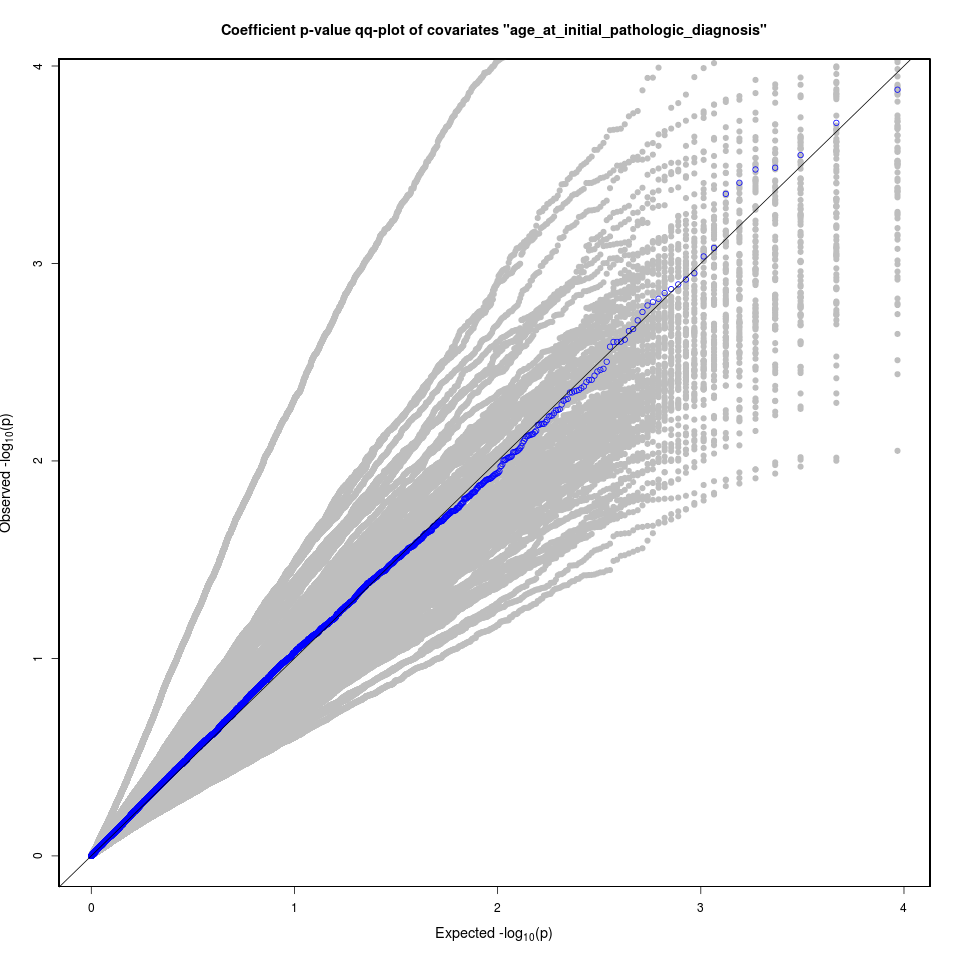 Coefficient p-value qq-plot of covariates "age_at_initial_pathologic_diagnosis"
4
3
2
1
0
Observed -log10(p)
0 1 2 3 4
Expected -log10(p)